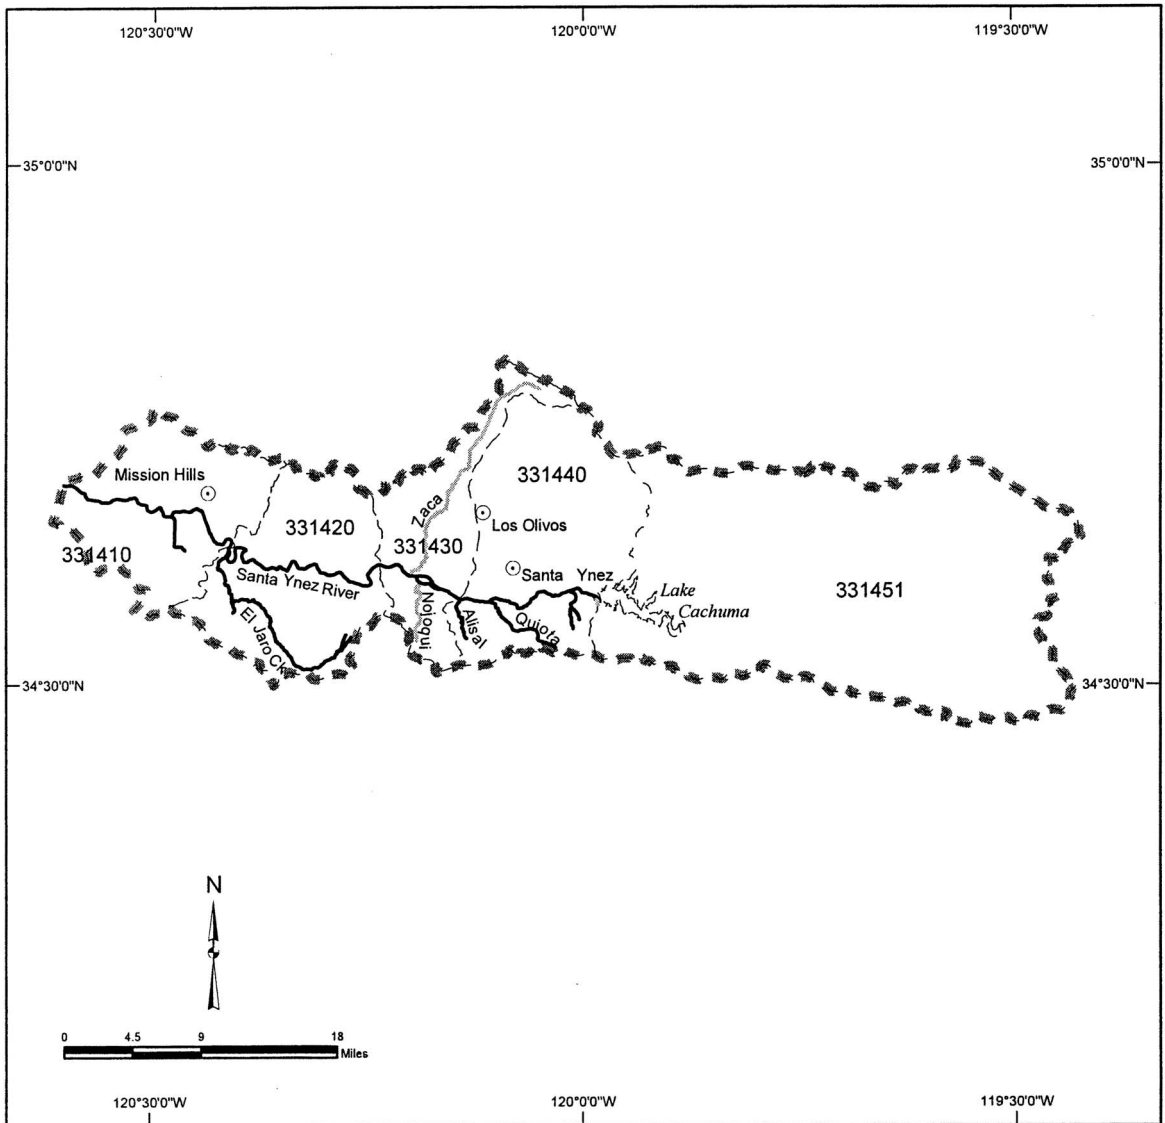 120°30'0"W 120°0'0"W 119°30'0"W
35°0'0"N 35°0'0"N
Mission Hills
331440
Zaca
Los Olivos
331420
331430
331410
Santa Ynez River
Santa Ynez
Lake
Cachuma
331451
Nojoqui
Alisal
Quiota
El Jaro Ck
34°30'0"N 34°30'0"N
N
0 4.5 9 18
Miles
120°30'0"W 120°0'0"W 119°30'0"W